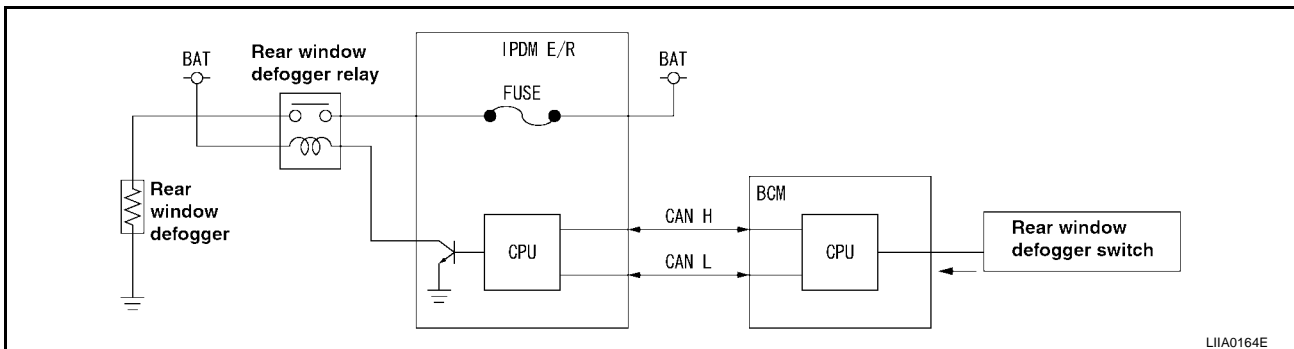 IPDM E/R
BAT
Rear window
defogger relay
BAT
FUSE
Rear
window
defogger
CPU
CAN H
CAN L
BCM
CPU
Rear window
defogger switch
LIIA0164E